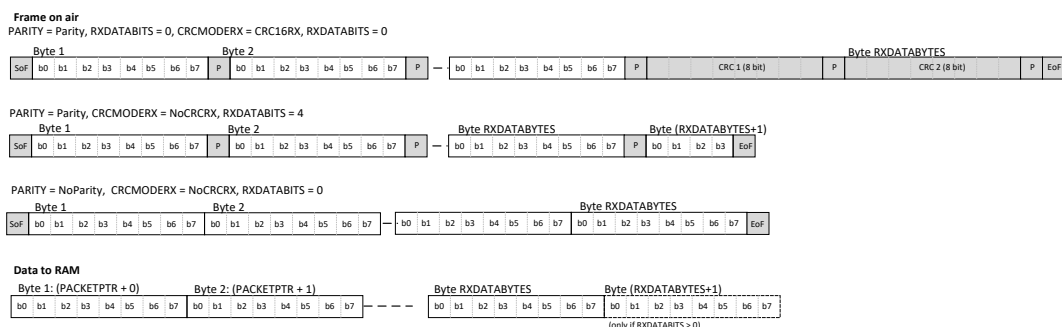 Frame on air
PARITY = Parity, RXDATABITS = 0, CRCMODERX = CRC16RX, RXDATABITS = 0
Byte 1 Byte 2 Byte RXDATABYTES
SoF b0 b1 b2 b3 b4 b5 b6 b7 P b0 b1 b2 b3 b4 b5 b6 b7 P b0 b1 b2 b3 b4 b5 b6 b7 P CRC 1 (8 bit) P CRC 2 (8 bit) P EoF
PARITY = Parity, CRCMODERX = NoCRCRX, RXDATABITS = 4
Byte 1 Byte 2 Byte RXDATABYTES Byte (RXDATABYTES+1)
SoF b0 b1 b2 b3 b4 b5 b6 b7 P b0 b1 b2 b3 b4 b5 b6 b7 P b0 b1 b2 b3 b4 b5 b6 b7 P b0 b1 b2 b3 EoF
PARITY = NoParity, CRCMODERX = NoCRCRX, RXDATABITS = 0
Byte 1 Byte 2 Byte RXDATABYTES
SoF b0 b1 b2 b3 b4 b5 b6 b7 b0 b1 b2 b3 b4 b5 b6 b7 b0 b1 b2 b3 b4 b5 b6 b7 b0 b1 b2 b3 b4 b5 b6 b7 EoF
Data to RAM
Byte 1: (PACKETPTR + 0) Byte 2: (PACKETPTR + 1) Byte RXDATABYTES Byte (RXDATABYTES+1)
b0 b1 b2 b3 b4 b5 b6 b7 b0 b1 b2 b3 b4 b5 b6 b7 b0 b1 b2 b3 b4 b5 b6 b7 b0 b1 b2 b3 b4 b5 b6 b7
(only if RXDATABITS > 0)